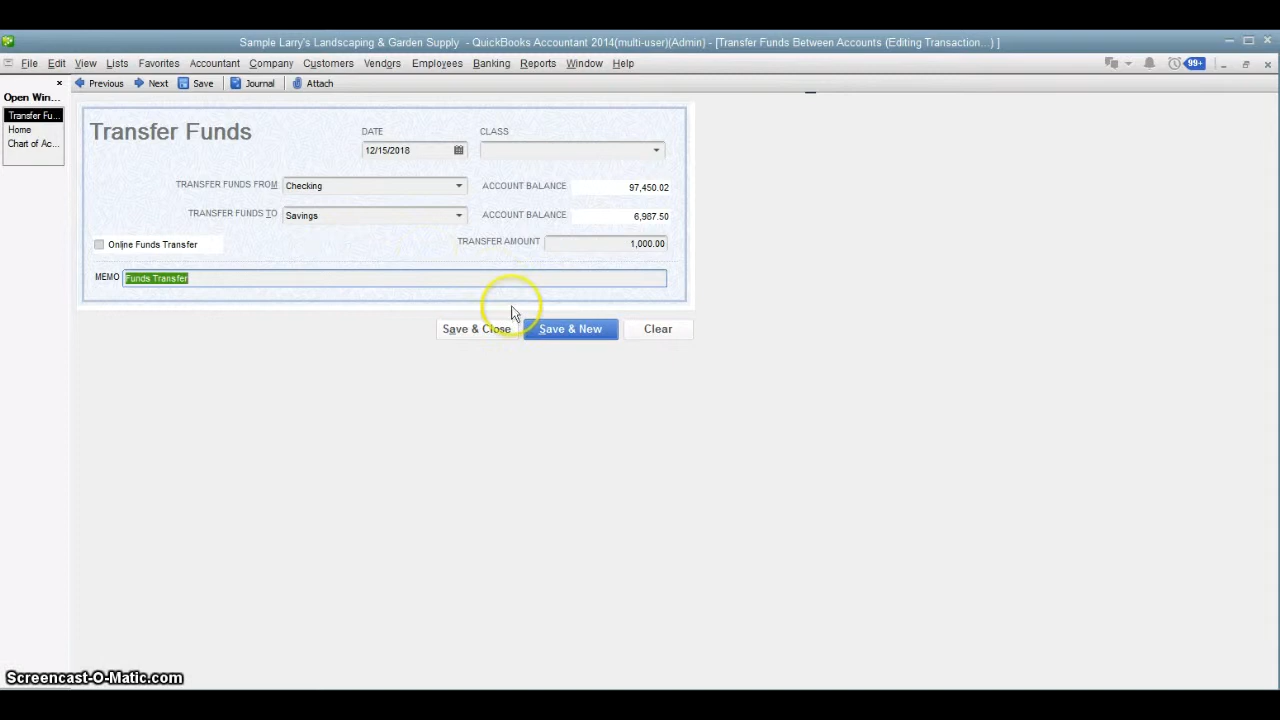 Sample Larry's Landscaping & Garden Supply - QuickBooks Accountant 2014(multi-user)(Admin) - [Transfer Funds Between Accounts (Editing Transaction...) ]
File Edit View Lists Favorites Accountant Company Customers Vendors Employees Banking Reports Window Help 99+
Previous Next Save Journal Attach
Open Win...
Transfer Fu...
Home
Chart of Ac...
Transfer Funds
DATE CLASS
12/15/2018
TRANSFER FUNDS FROM Checking ACCOUNT BALANCE 97,450.02
TRANSFER FUNDS TO Savings ACCOUNT BALANCE 6,987.50
Online Funds Transfer TRANSFER AMOUNT 1,000.00
MEMO Funds Transfer
Save & Close Save & New Clear
Screencast-O-Matic.com